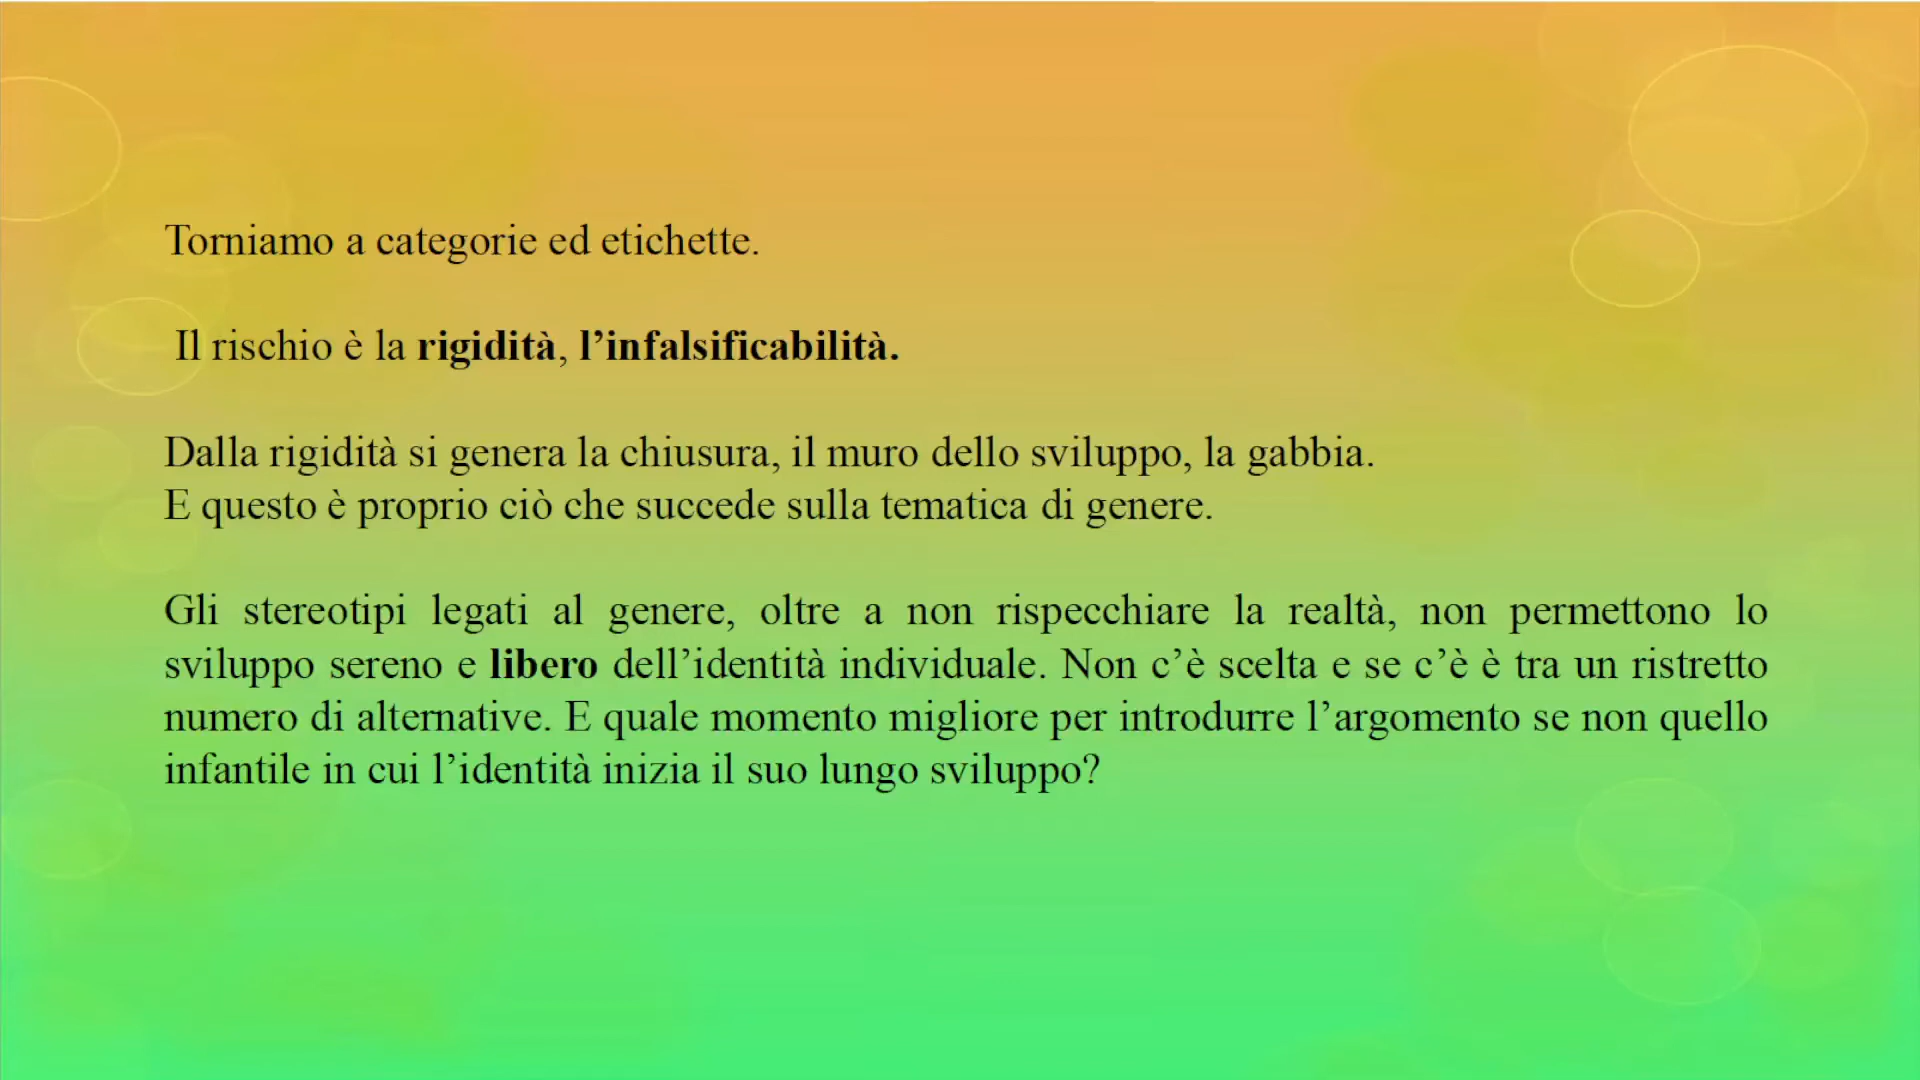 Torniamo a categorie ed etichette.
Il rischio è la rigidità, l’infalsificabilità.
Dalla rigidità si genera la chiusura, il muro dello sviluppo, la gabbia.
E questo è proprio ciò che succede sulla tematica di genere.
Gli stereotipi legati al genere, oltre a non rispecchiare la realtà, non permettono lo
sviluppo sereno e libero dell’identità individuale. Non c’è scelta e se c’è è tra un ristretto
numero di alternative. E quale momento migliore per introdurre l’argomento se non quello
infantile in cui l’identità inizia il suo lungo sviluppo?